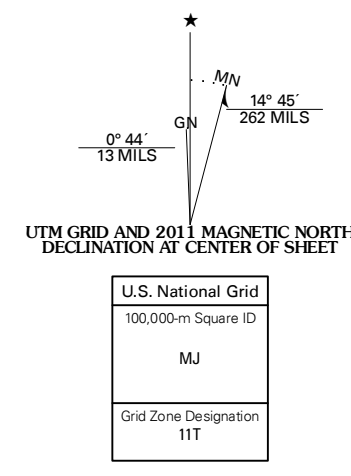 ★
MN
14° 45´
262 MILS
GN
0° 44´
13 MILS
UTM GRID AND 2011 MAGNETIC NORTH
DECLINATION AT CENTER OF SHEET
U.S. National Grid
100,000-m Square ID
MJ
Grid Zone Designation
11T